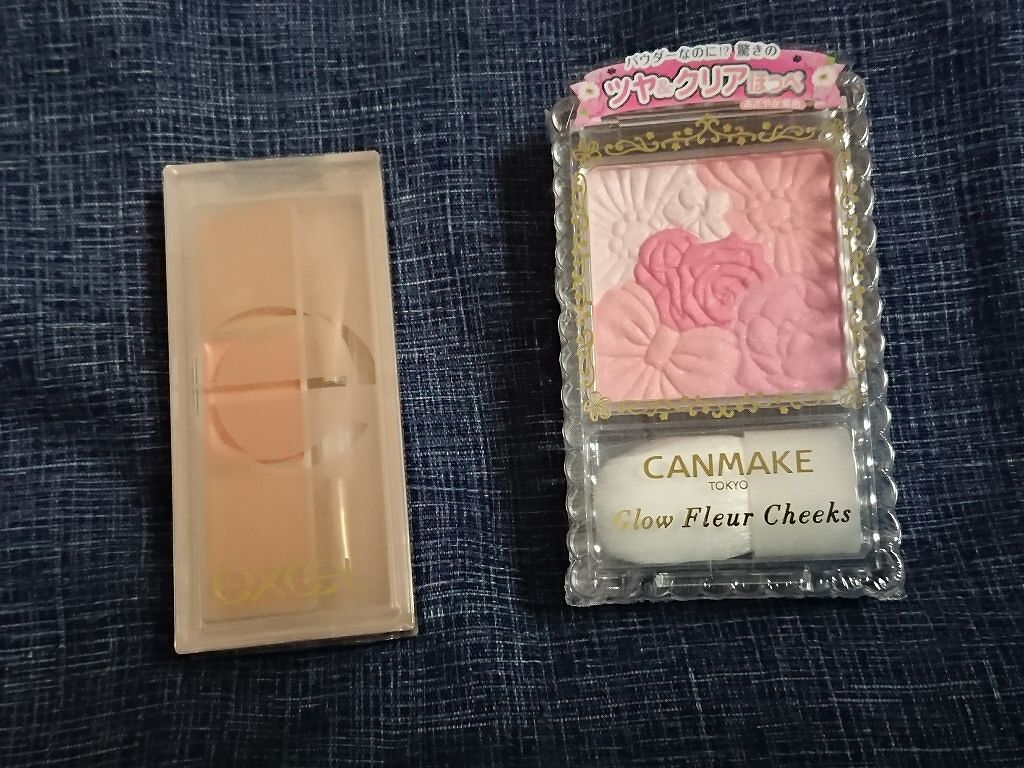 excel
パウダーなのに!? 驚きの
ツヤ&クリアほっぺ
CANMAKE
TOKYO
Glow Fleur Cheeks